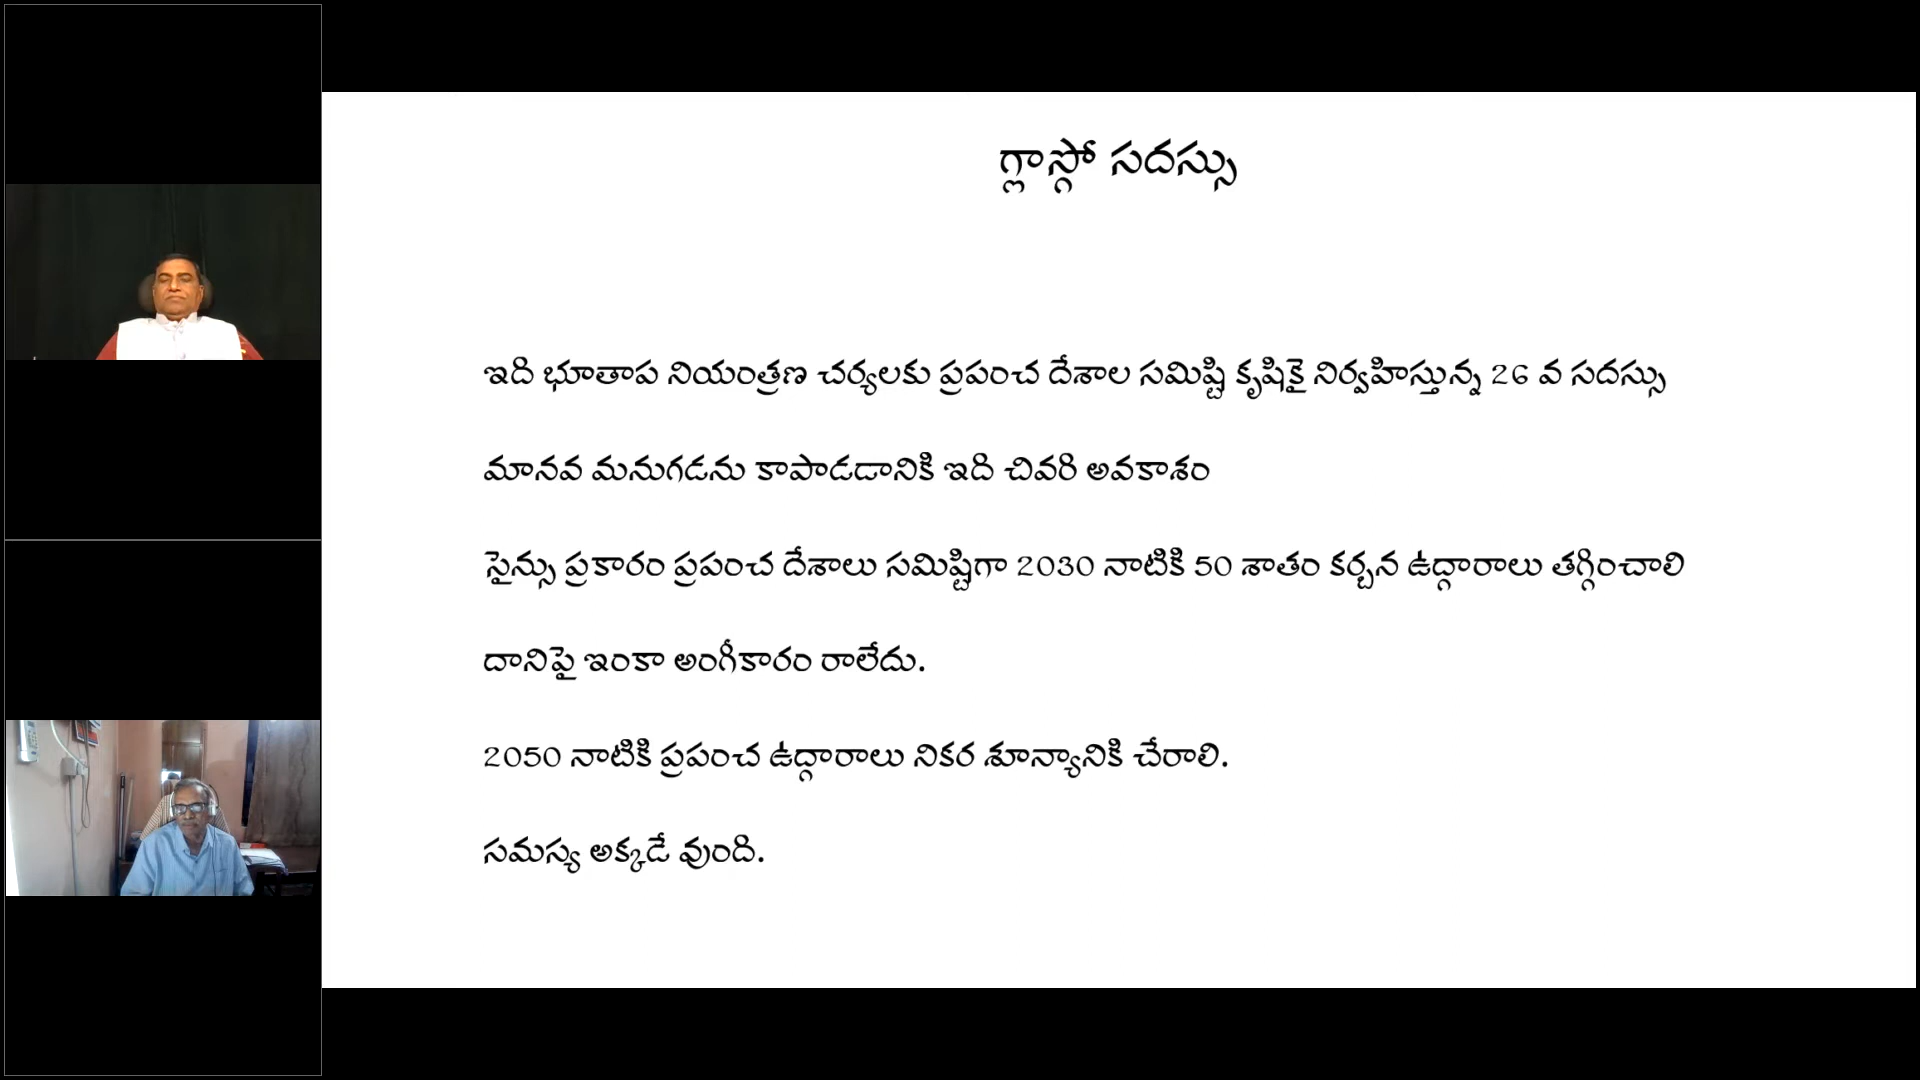 గ్లాస్గో సదస్సు
ఇది భూతాప నియంత్రణ చర్యలకు ప్రపంచ దేశాల సమిష్టి కృషికై నిర్వహిస్తున్న 26 వ సదస్సు
మానవ మనుగడను కాపాడడానికి ఇది చివరి అవకాశం
సైన్సు ప్రకారం ప్రపంచ దేశాలు సమిష్టిగా 2030 నాటికి 50 శాతం కర్బన ఉద్గారాలు తగ్గించాలి
దానిపై ఇంకా అంగీకారం రాలేదు.
2050 నాటికి ప్రపంచ ఉద్గారాలు నికర శూన్యానికి చేరాలి.
సమస్య అక్కడే వుంది.